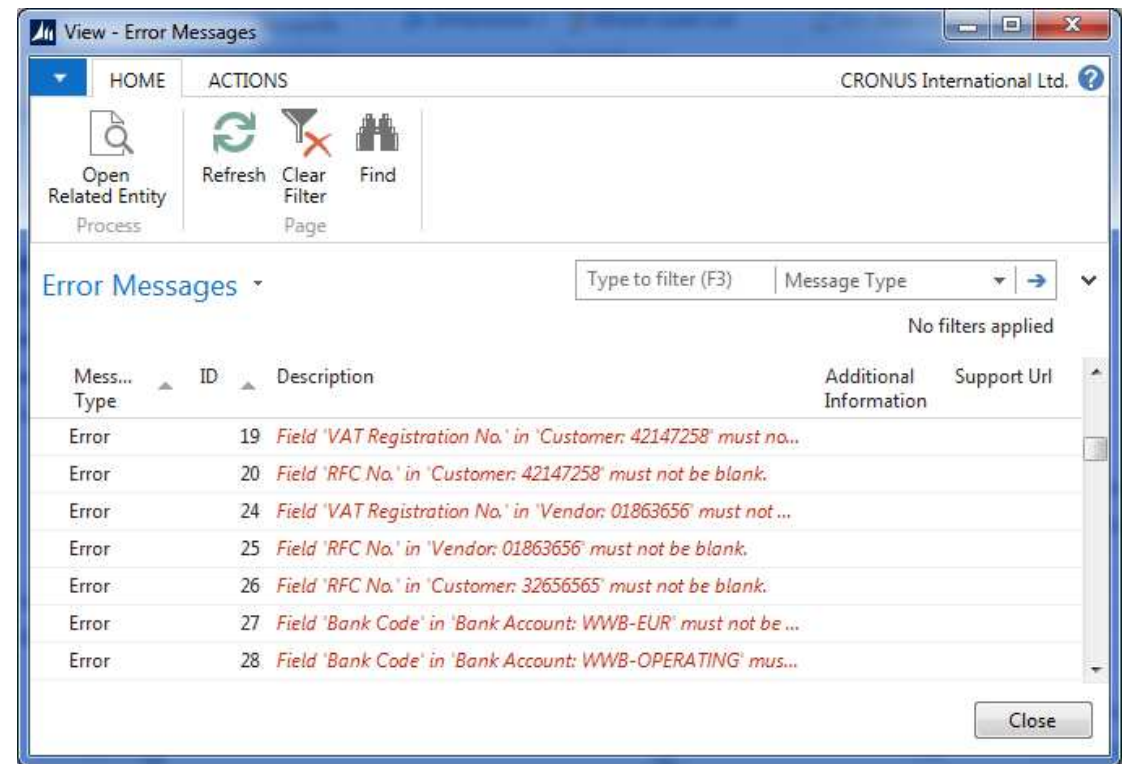 View - Error Messages
HOME ACTIONS CRONUS International Ltd.
Open Related Entity
Refresh
Clear Filter
Find
Process Page
Error Messages
Type to filter (F3) Message Type
No filters applied
Mess... Type ID Description Additional Information Support Url
Error 19 Field 'VAT Registration No.' in 'Customer: 42147258' must no...
Error 20 Field 'RFC No.' in 'Customer: 42147258' must not be blank.
Error 24 Field 'VAT Registration No.' in 'Vendor: 01863656' must not ...
Error 25 Field 'RFC No.' in 'Vendor: 01863656' must not be blank.
Error 26 Field 'RFC No.' in 'Customer: 32656565' must not be blank.
Error 27 Field 'Bank Code' in 'Bank Account: WWB-EUR' must not be ...
Error 28 Field 'Bank Code' in 'Bank Account: WWB-OPERATING' mus...
Close